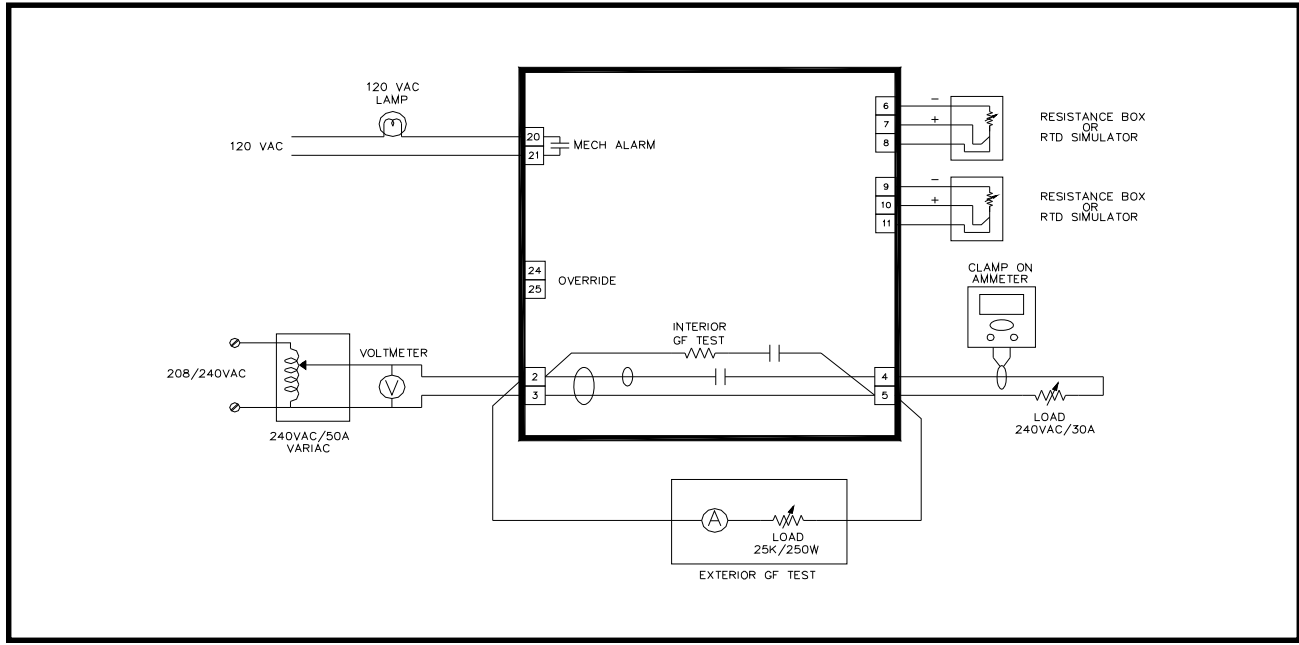 120 VAC
LAMP
120 VAC
20
21
MECH ALARM
24
25
OVERRIDE
6
7
8
−
+
RESISTANCE BOX
OR
RTD SIMULATOR
9
10
11
−
+
RESISTANCE BOX
OR
RTD SIMULATOR
CLAMP ON
AMMETER
INTERIOR
GF TEST
VOLTMETER
V
208/240VAC
240VAC/50A
VARIAC
2
3
4
5
LOAD
240VAC/30A
A
LOAD
25K/250W
EXTERIOR GF TEST